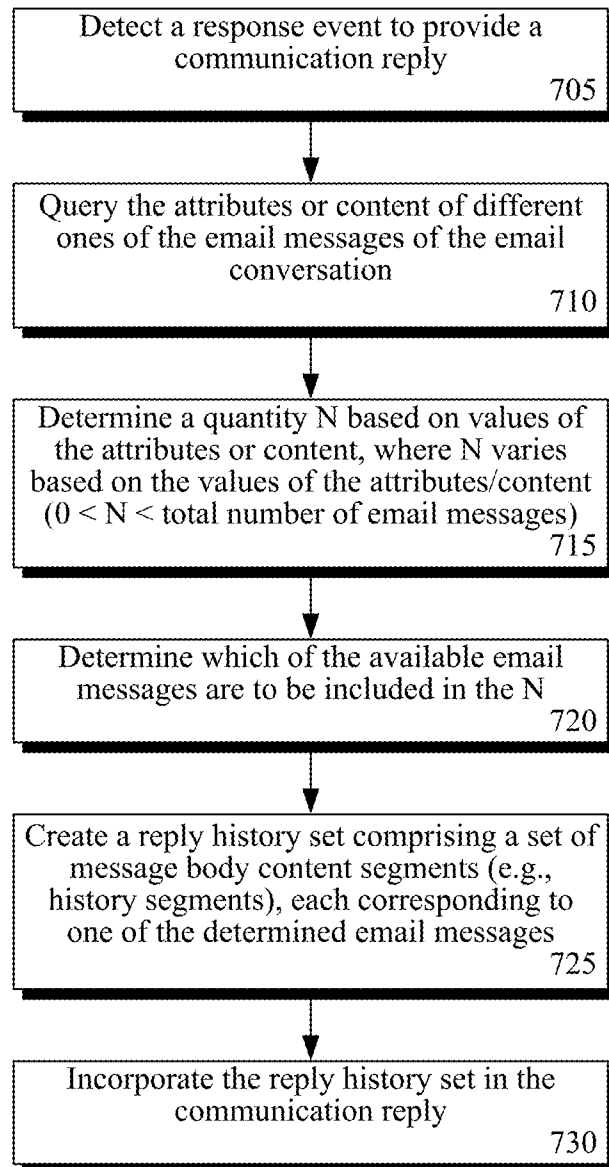 Detect a response event to provide a
communication reply
705
Query the attributes or content of different
ones of the email messages of the email
conversation
710
Determine a quantity N based on values of
the attributes or content, where N varies
based on the values of the attributes/content
(0 < N < total number of email messages)
715
Determine which of the available email
messages are to be included in the N
720
Create a reply history set comprising a set of
message body content segments (e.g.,
history segments), each corresponding to
one of the determined email messages
725
Incorporate the reply history set in the
communication reply
730